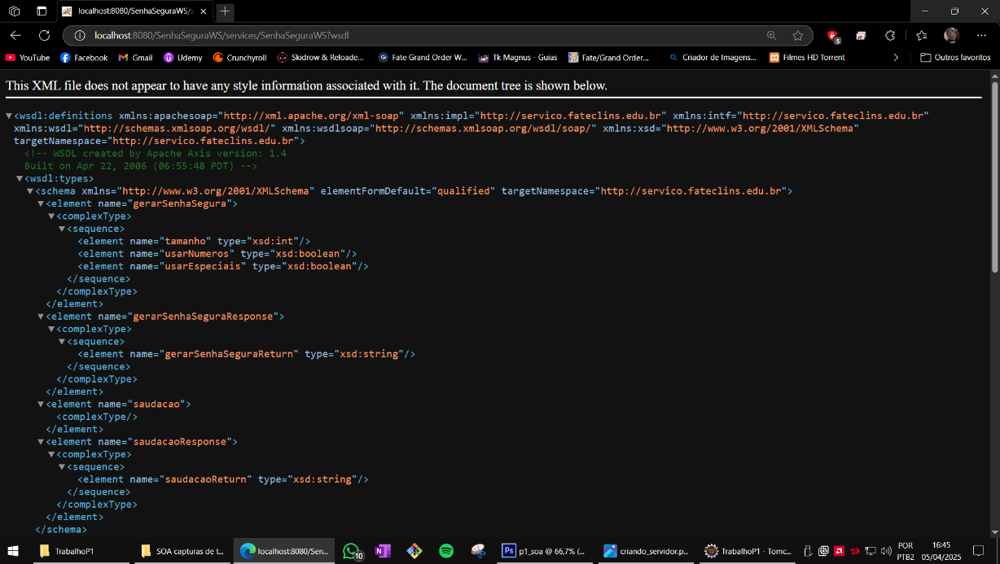 localhost:8080/SenhaSeguraWS/s
localhost:8080/SenhaSeguraWS/services/SenhaSeguraWS?wsdl
5
YouTube
Facebook
Gmail
Udemy
Crunchyroll
Skidrow & Reloade...
Fate Grand Order W...
Tk Magnus - Guias
Fate/Grand Order...
Criador de Imagens...
Filmes HD Torrent
Outros favoritos
This XML file does not appear to have any style information associated with it. The document tree is shown below.
<wsdl:definitions xmlns:apachesoap="http://xml.apache.org/xml-soap" xmlns:impl="http://servico.fateclins.edu.br" xmlns:intf="http://servico.fateclins.edu.br"
xmlns:wsdl="http://schemas.xmlsoap.org/wsdl/" xmlns:wsdlsoap="http://schemas.xmlsoap.org/wsdl/soap/" xmlns:xsd="http://www.w3.org/2001/XMLSchema"
targetNamespace="http://servico.fateclins.edu.br">
<!-- WSDL created by Apache Axis version: 1.4
Built on Apr 22, 2006 (06:55:48 PDT) -->
<wsdl:types>
<schema xmlns="http://www.w3.org/2001/XMLSchema" elementFormDefault="qualified" targetNamespace="http://servico.fateclins.edu.br">
<element name="gerarSenhaSegura">
<complexType>
<sequence>
<element name="tamanho" type="xsd:int"/>
<element name="usarNumeros" type="xsd:boolean"/>
<element name="usarEspeciais" type="xsd:boolean"/>
</sequence>
</complexType>
</element>
<element name="gerarSenhaSeguraResponse">
<complexType>
<sequence>
<element name="gerarSenhaSeguraReturn" type="xsd:string"/>
</sequence>
</complexType>
</element>
<element name="saudacao">
<complexType/>
</element>
<element name="saudacaoResponse">
<complexType>
<sequence>
<element name="saudacaoReturn" type="xsd:string"/>
</sequence>
</complexType>
</element>
</schema>
TrabalhoP1
SOA capturas de t...
localhost:8080/Sen...
10
N
Ps
p1_soa @ 66,7% (...
criando_servidor.p...
TrabalhoP1 - Tomc...
POR
PTB2
16:45
05/04/2025